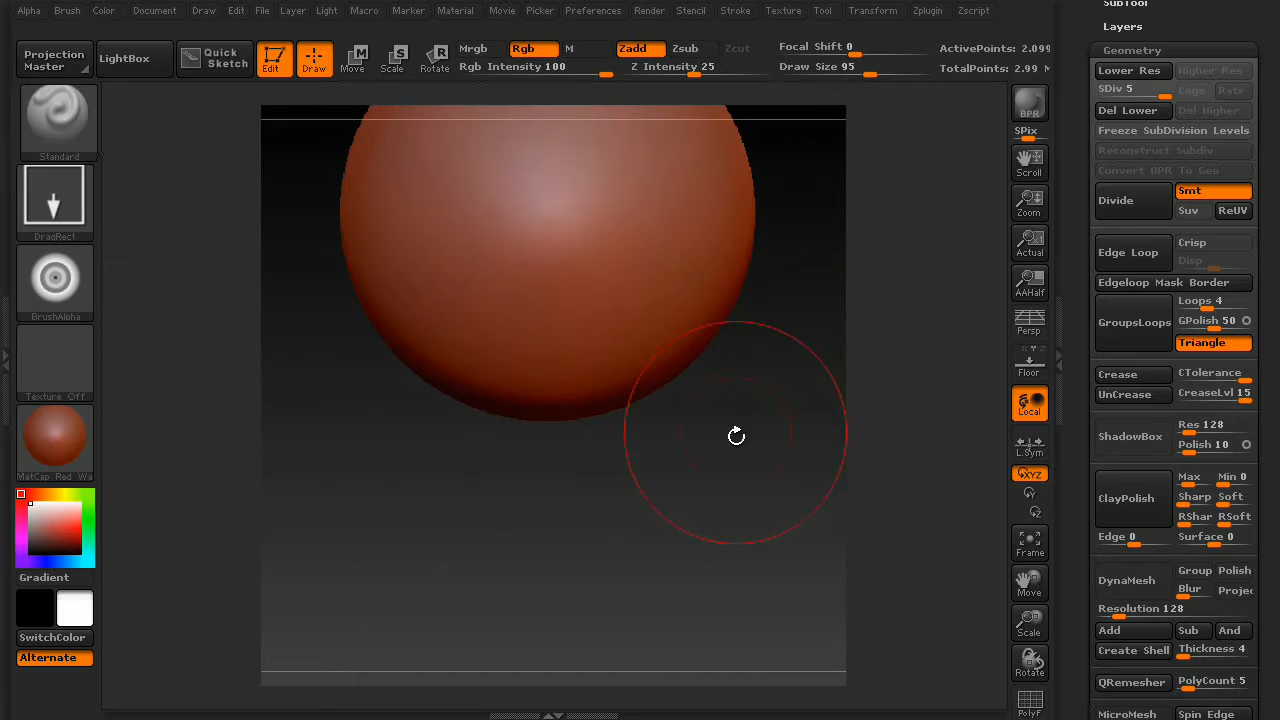 Alpha Brush Color Document Draw Edit File Layer Light Macro Marker Material Movie Picker Preferences Render Stencil Stroke Texture Tool Transform Zplugin Zscript
SubTool
Layers
Projection Master
LightBox
Quick Sketch
Edit
Draw
Move
Scale
Rotate
Mrgb Rgb M
Rgb Intensity 100
Zadd Zsub Zcut
Z Intensity 25
Focal Shift 0
Draw Size 95
ActivePoints: 2.099
TotalPoints: 2.99 M
Standard
DragRect
BrushAlpha
Texture Off
MatCap Red Wa
Gradient
SwitchColor
Alternate
BPR
SPix
Scroll
Zoom
Actual
AAHalf
Persp
Floor
Local
L.Sym
XYZ
Y
Z
Frame
Move
Scale
Rotate
PolyF
Geometry
Lower Res Higher Res
SDiv 5 Cage Rstr
Del Lower Del Higher
Freeze SubDivision Levels
Reconstruct Subdiv
Convert BPR To Geo
Divide Smt
Suv ReUV
Edge Loop Crisp
Disp
Edgeloop Mask Border
GroupsLoops Loops 4
GPolish 50
Triangle
Crease CTolerance
UnCrease CreaseLvl 15
ShadowBox Res 128
Polish 10
ClayPolish Max Min 0
Sharp Soft
RShar RSoft
Edge 0 Surface 0
DynaMesh Group Polish
Blur Projec
Resolution 128
Add Sub And
Create Shell Thickness 4
QRemesher PolyCount 5
MicroMesh Spin Edge